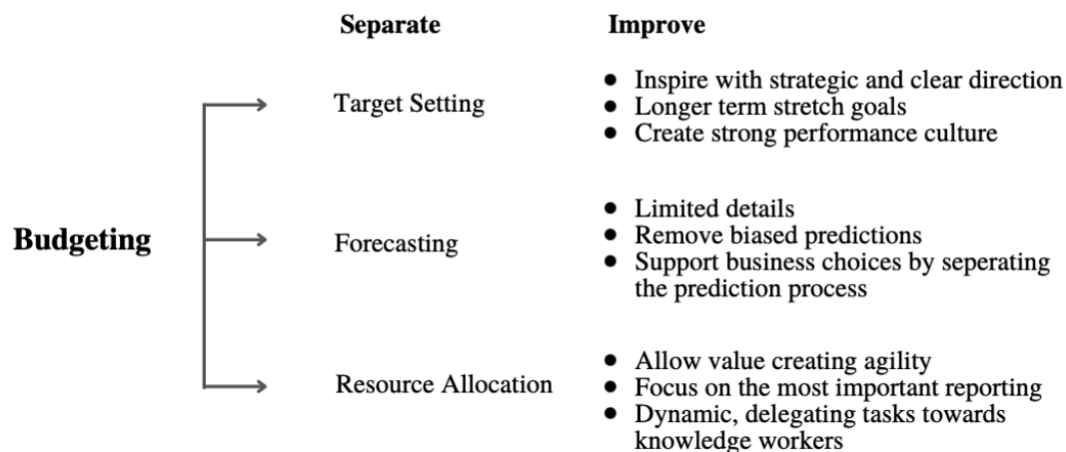 Separate Improve
Target Setting
● Inspire with strategic and clear direction
● Longer term stretch goals
● Create strong performance culture
Budgeting
Forecasting
● Limited details
● Remove biased predictions
● Support business choices by seperating
the prediction process
Resource Allocation
● Allow value creating agility
● Focus on the most important reporting
● Dynamic, delegating tasks towards
knowledge workers